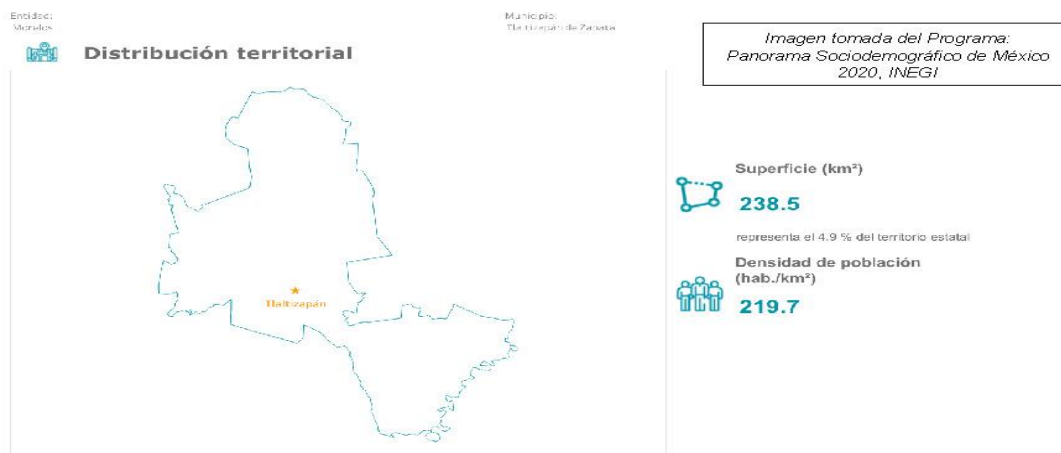 Entidad:
Morelos
Municipio:
Tlaltizapán de Zapata
Distribución territorial
Imagen tomada del Programa:
Panorama Sociodemográfico de México
2020, INEGI
Superficie (km²)
238.5
representa el 4.9 % del territorio estatal
Densidad de población
(hab./km²)
219.7
Tlaltizapán